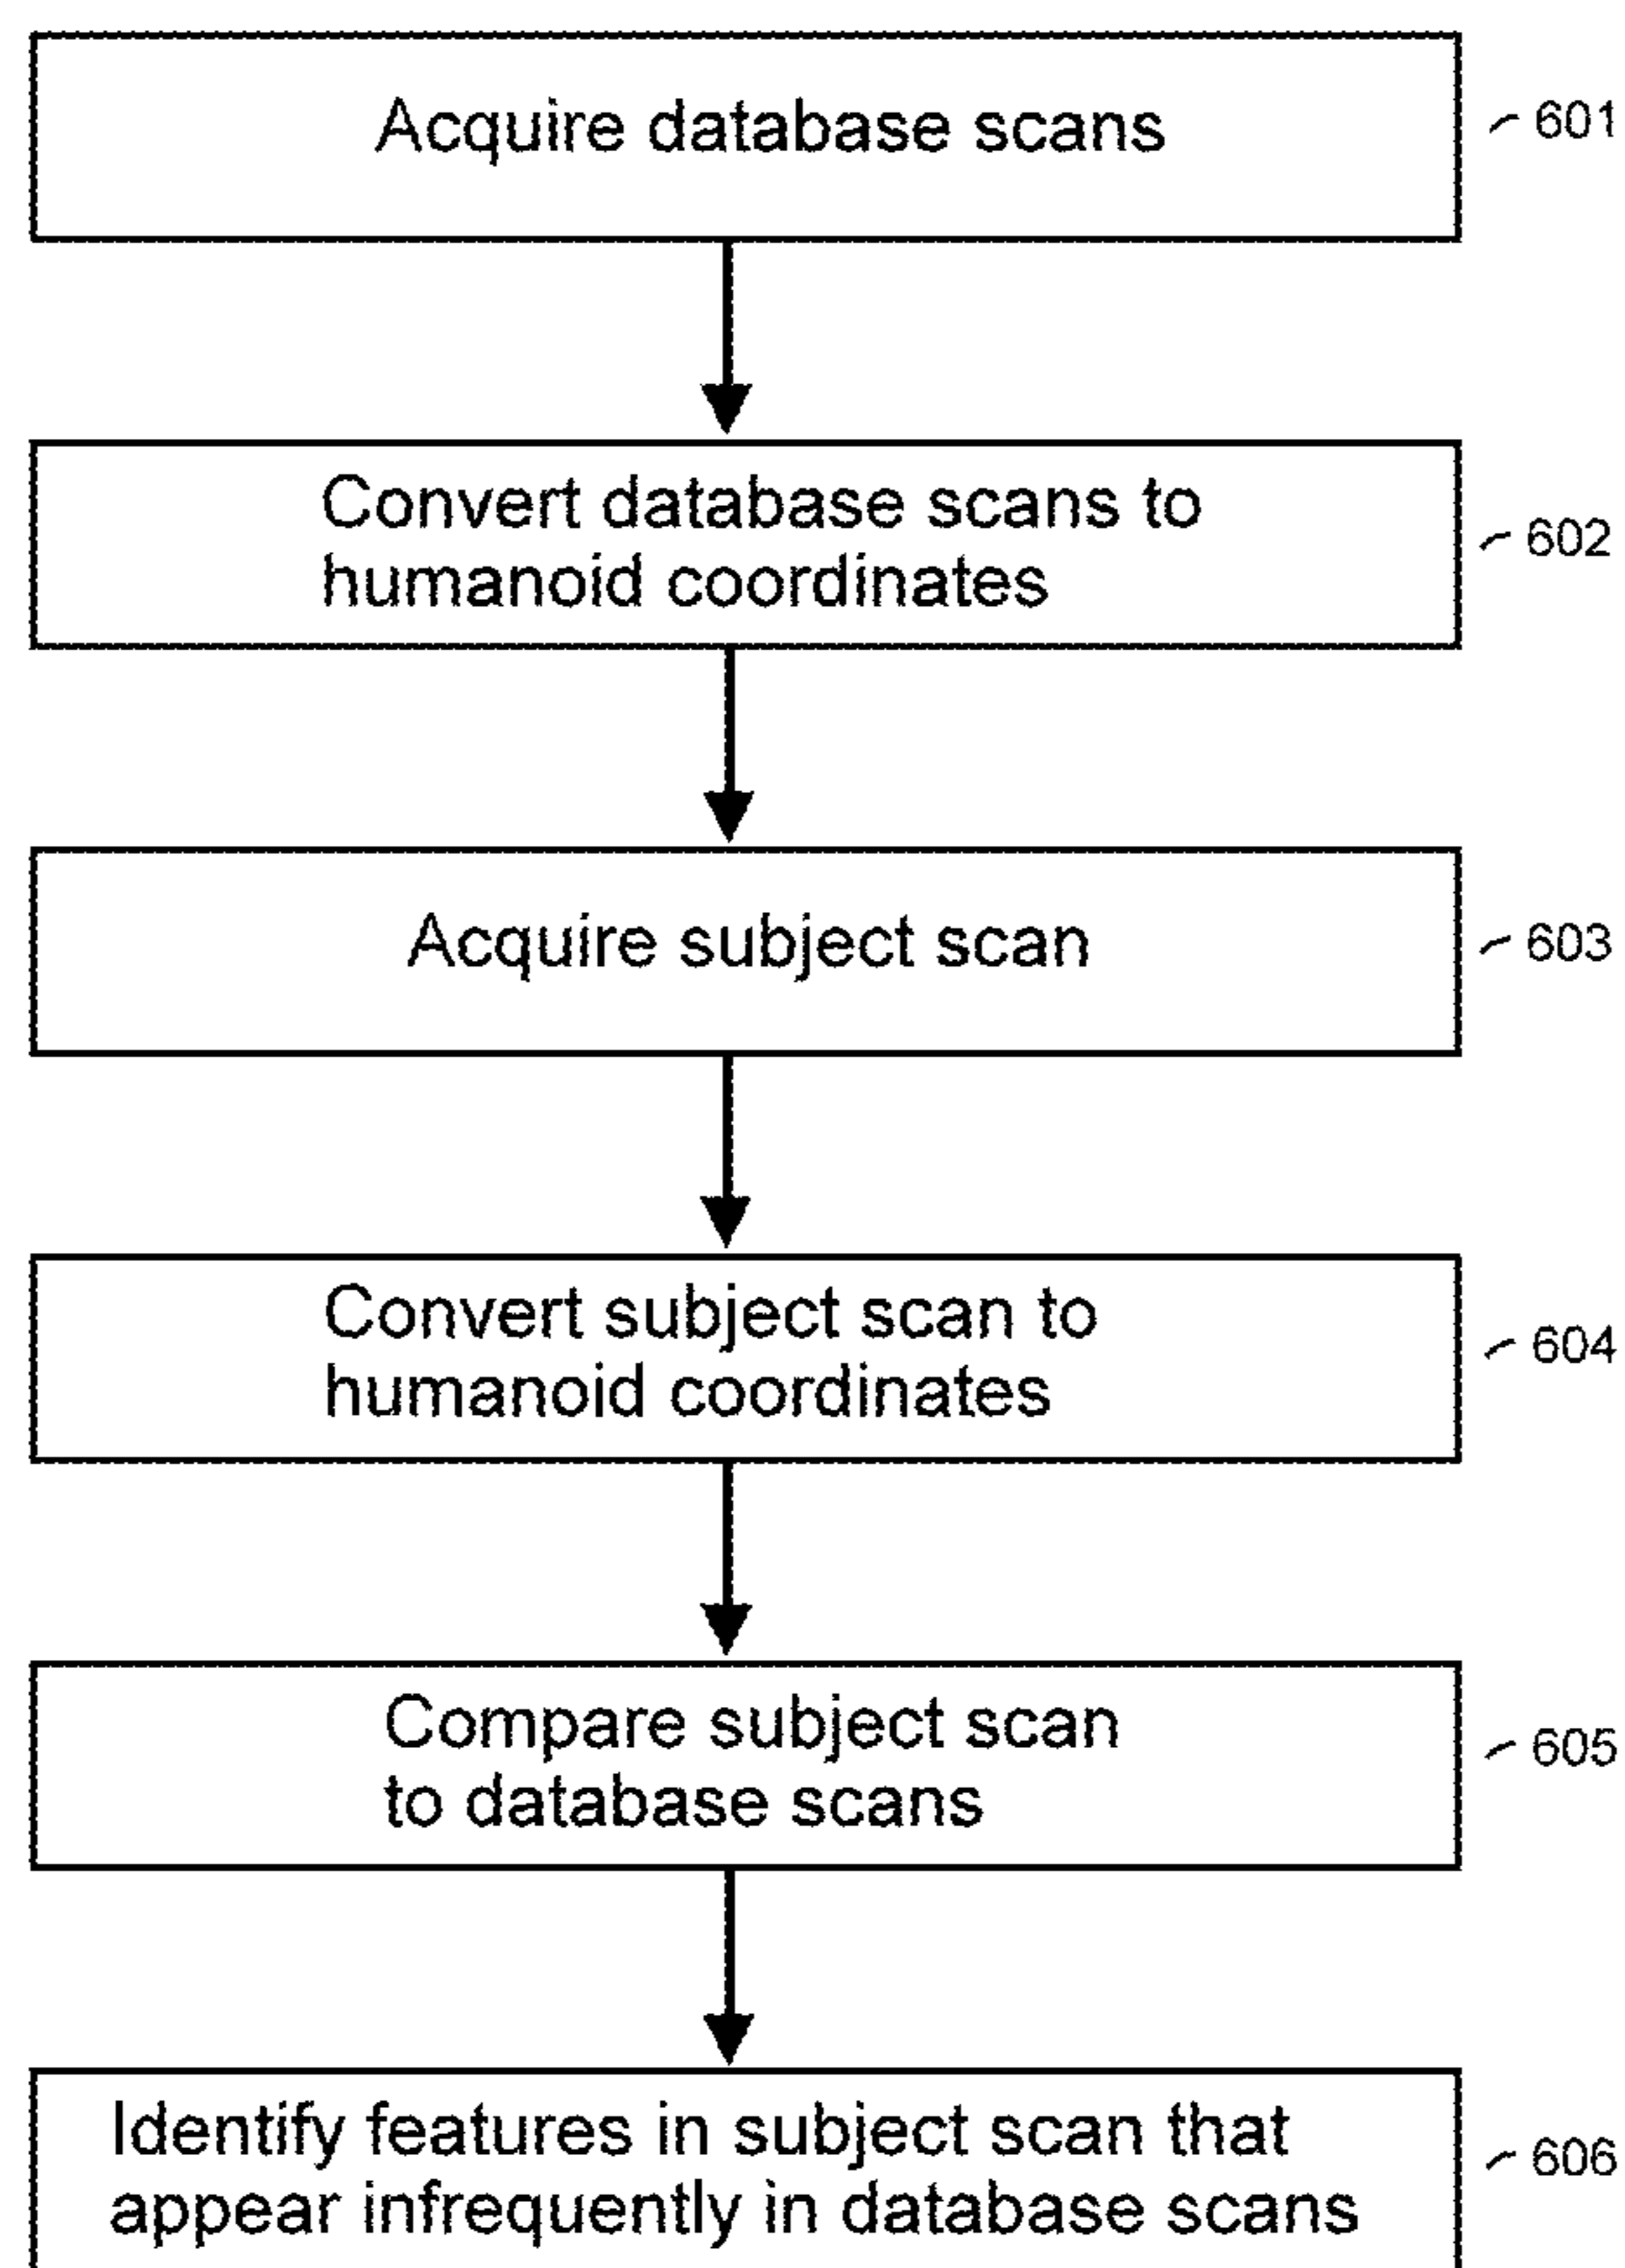 Acquire database scans
601
Convert database scans to
humanoid coordinates
602
Acquire subject scan
603
Convert subject scan to
humanoid coordinates
604
Compare subject scan
to database scans
605
Identify features in subject scan that
appear infrequently in database scans
606